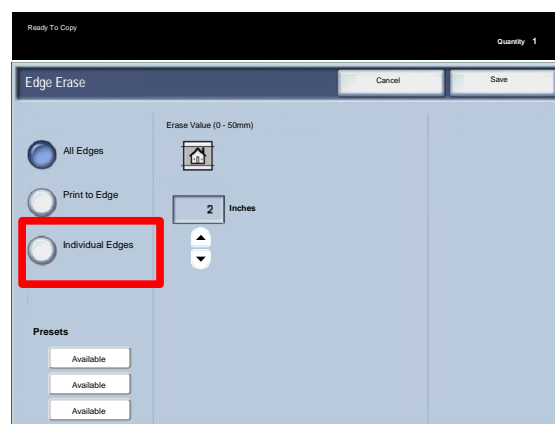 Ready To Copy
Quantity 1
Edge Erase
Cancel
Save
Erase Value (0 - 50mm)
All Edges
Print to Edge
2 Inches
Individual Edges
Presets
Available
Available
Available